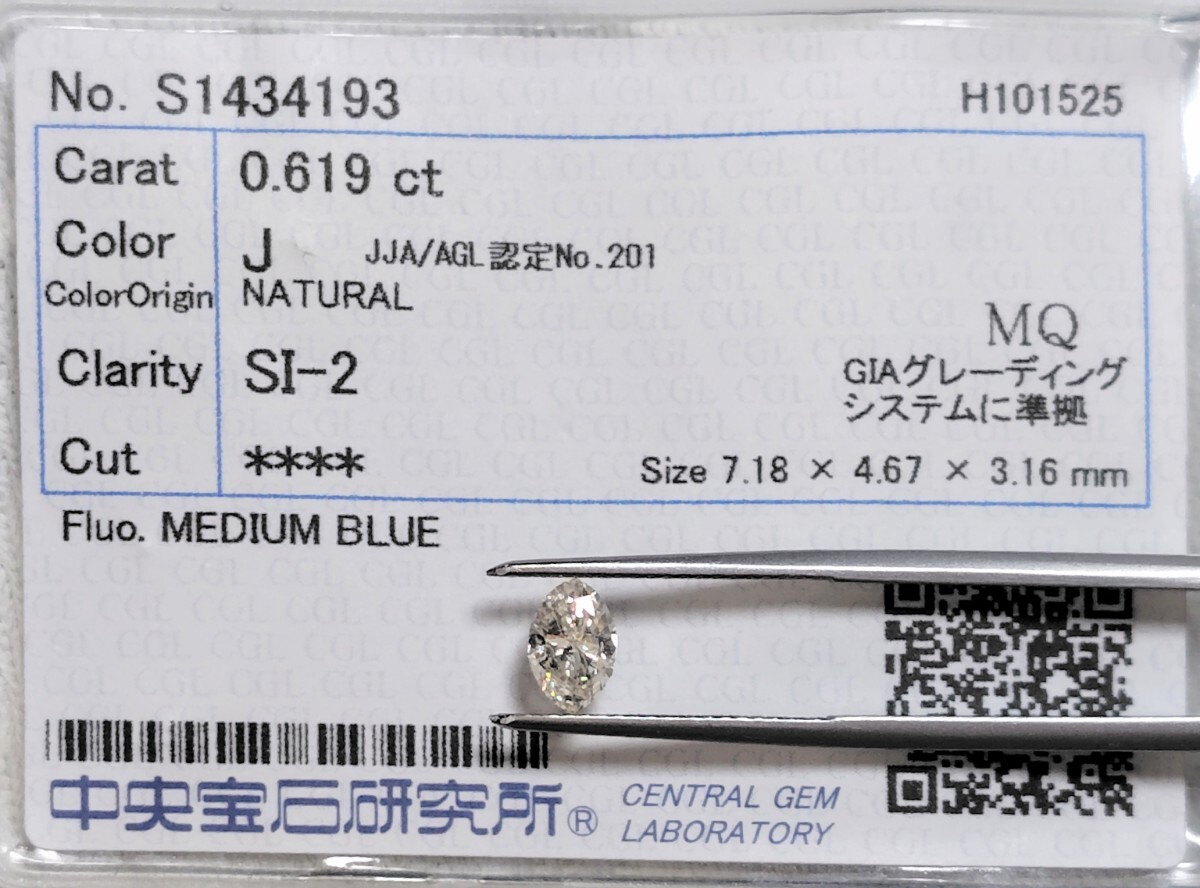 No. S1434193 H101525
Carat 0.619 ct
Color J JJA/AGL認定No.201
ColorOrigin NATURAL
MQ
Clarity SI-2 GIAグレーディング
システムに準拠
Cut ****
Size 7.18 × 4.67 × 3.16 mm
Fluo. MEDIUM BLUE
中央宝石研究所® CENTRAL GEM
LABORATORY